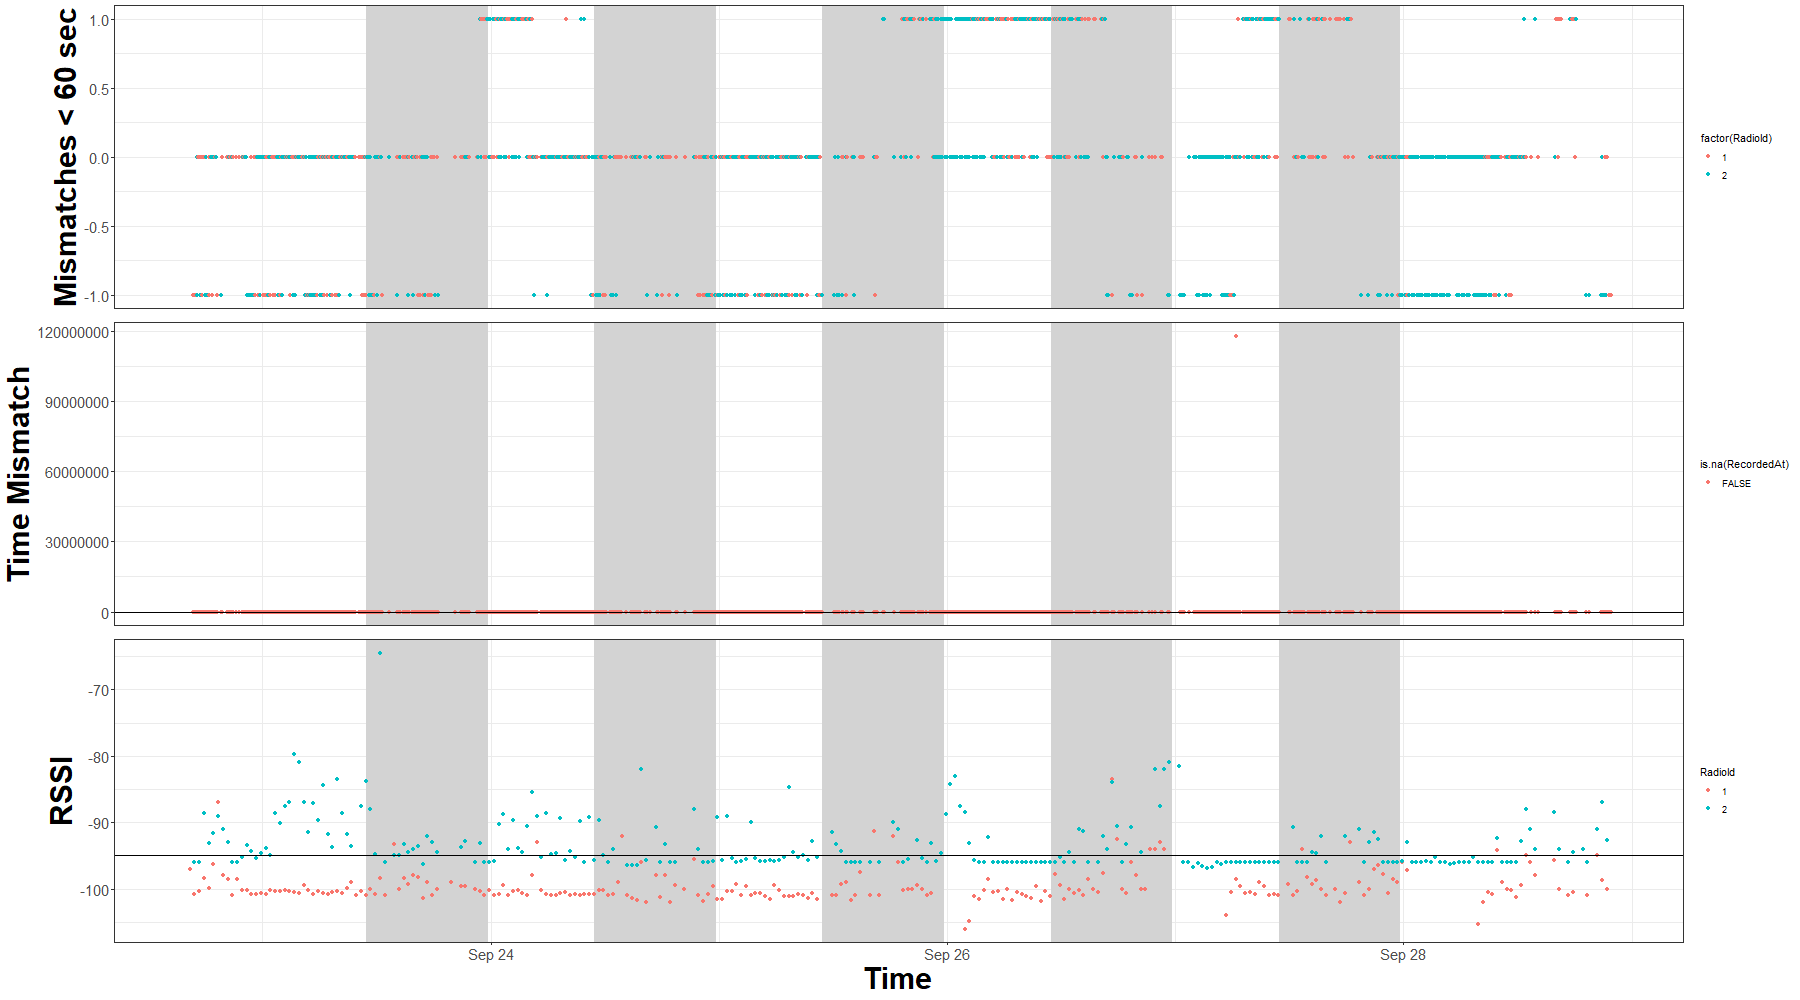 Mismatches < 60 sec
1.0
0.5
0.0
-0.5
-1.0
factor(RadioId)
1
2
Time Mismatch
120000000
90000000
60000000
30000000
0
is.na(RecordedAt)
FALSE
RSSI
-70
-80
-90
-100
RadioId
1
2
Sep 24
Sep 26
Sep 28
Time